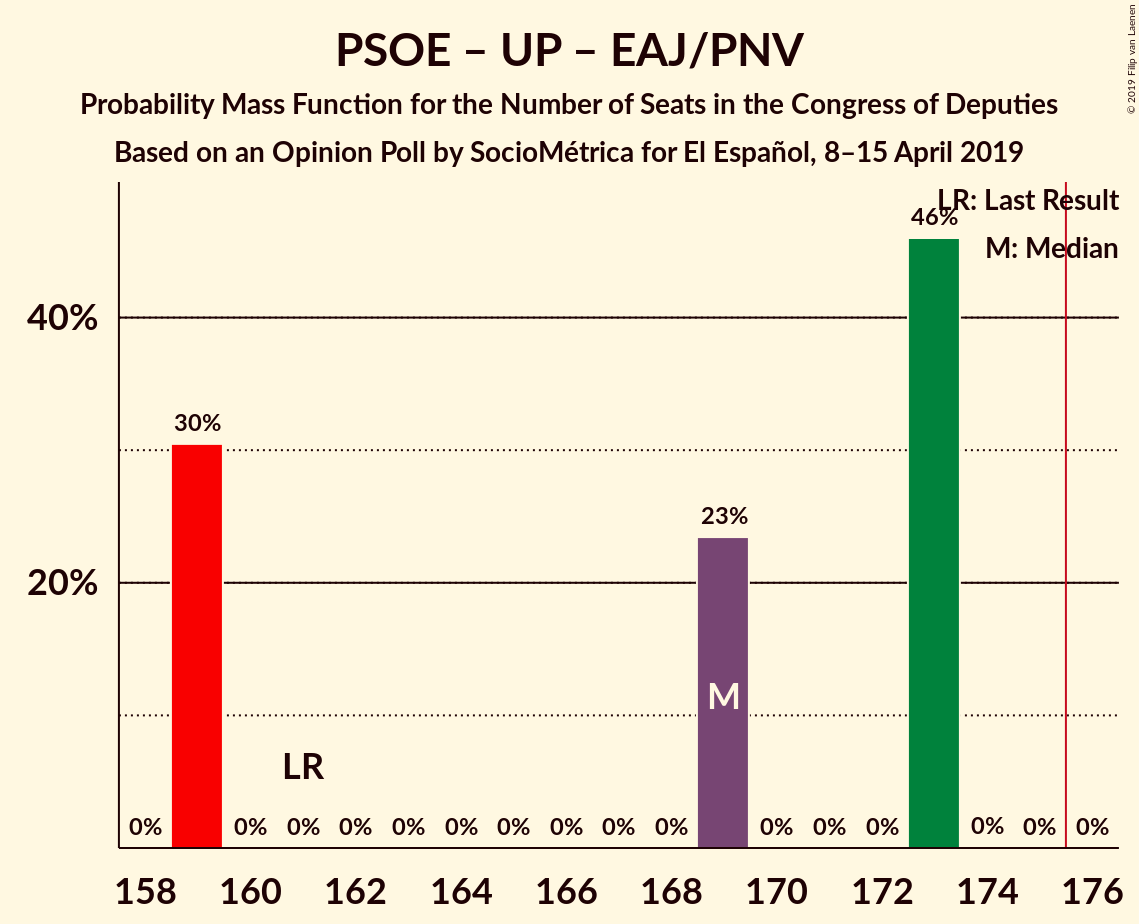 PSOE – UP – EAJ/PNV
Probability Mass Function for the Number of Seats in the Congress of Deputies
Based on an Opinion Poll by SocioMétrica for El Español, 8–15 April 2019
© 2019 Filip van Laenen
LR: Last Result
M: Median
46%
40%
30%
23%
20%
M
LR
0% 0% 0% 0% 0% 0% 0% 0% 0% 0% 0% 0% 0% 0% 0% 0%
158 160 162 164 166 168 170 172 174 176